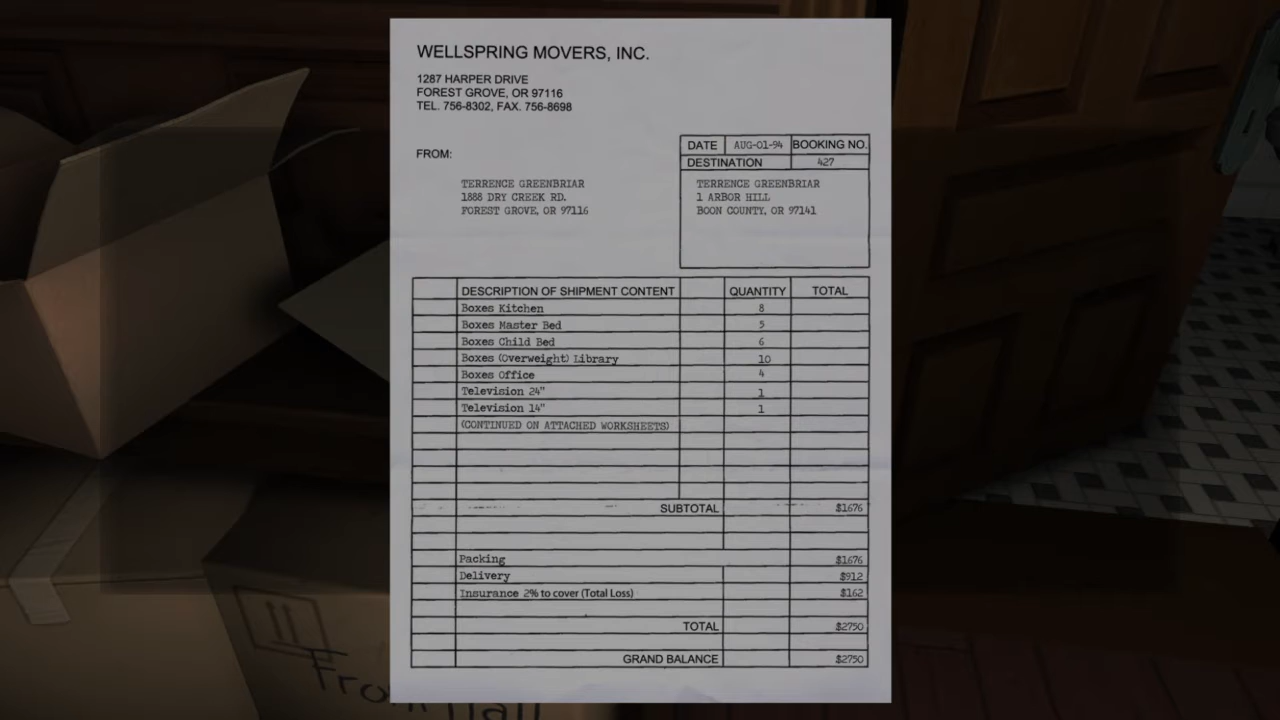 WELLSPRING MOVERS, INC.
1287 HARPER DRIVE
FOREST GROVE, OR 97116
TEL. 756-8302, FAX. 756-8698
DATE AUG-01-94 BOOKING NO.
DESTINATION 427
FROM:
TERRENCE GREENBRIAR
1888 DRY CREEK RD.
FOREST GROVE, OR 97116
TERRENCE GREENBRIAR
1 ARBOR HILL
BOON COUNTY, OR 97141
DESCRIPTION OF SHIPMENT CONTENT QUANTITY TOTAL
Boxes Kitchen 8
Boxes Master Bed 5
Boxes Child Bed 6
Boxes (Overweight) Library 10
Boxes Office 4
Television 24" 1
Television 14" 1
(CONTINUED ON ATTACHED WORKSHEETS)
SUBTOTAL $1676
Packing $1676
Delivery $912
Insurance 2% to cover (Total Loss) $162
TOTAL $2750
GRAND BALANCE $2750